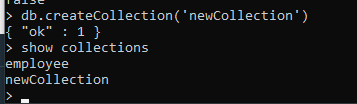 false
> db.createCollection('newCollection')
{ "ok" : 1 }
> show collections
employee
newCollection
>